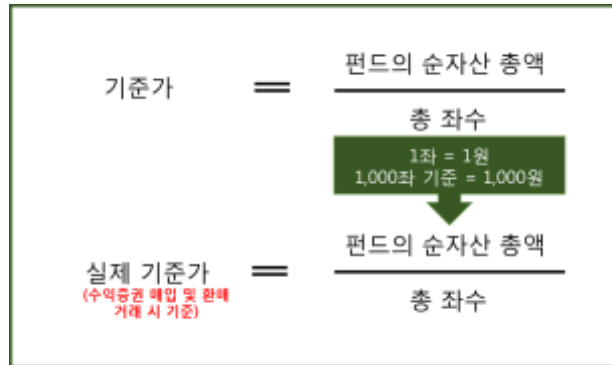 기준가 = 펀드의 순자산 총액
총 좌수
1좌 = 1원
1,000좌 기준 = 1,000원
실제 기준가 = 펀드의 순자산 총액
(수익증권 매입 및 환매
거래 시 기준)
총 좌수